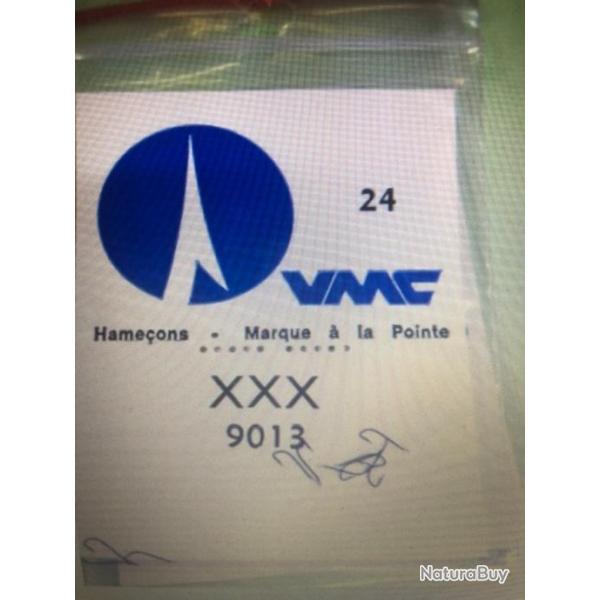 24
VMC
Hameçons - Marque à la Pointe
XXX
9013
NaturaBuy